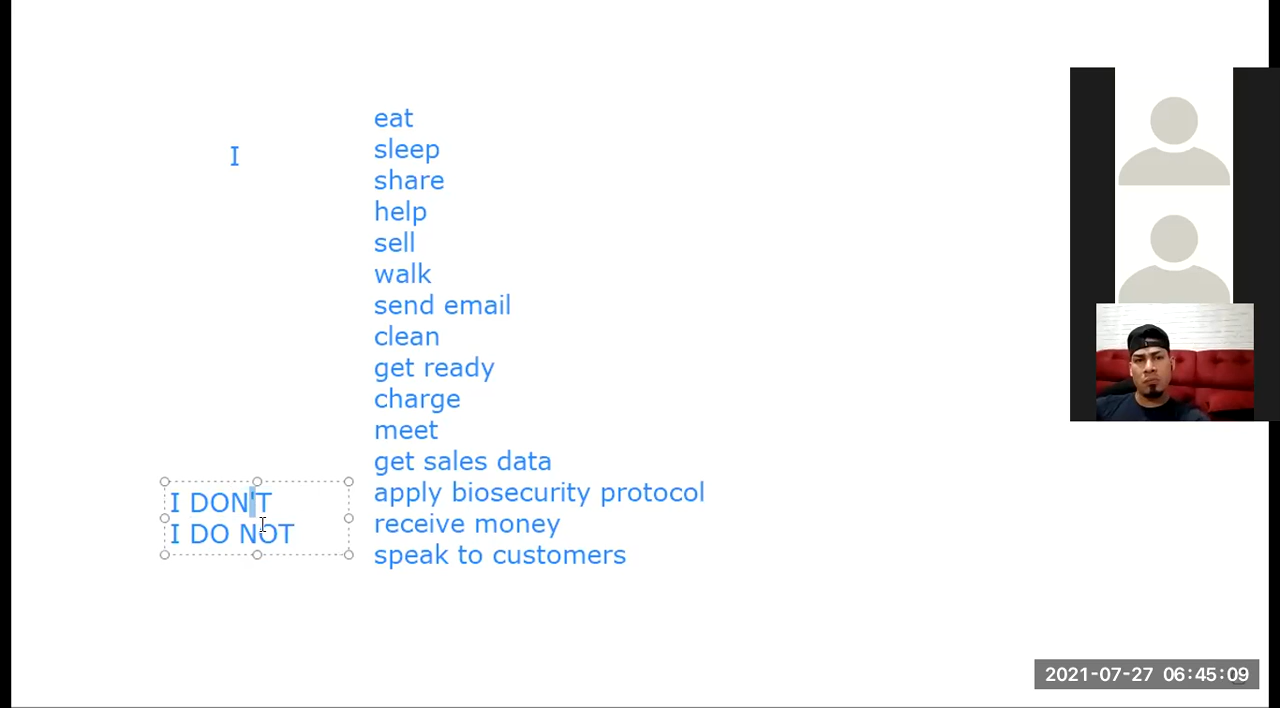 I
eat
sleep
share
help
sell
walk
send email
clean
get ready
charge
meet
get sales data
apply biosecurity protocol
receive money
speak to customers
I DON'T
I DO NOT
2021-07-27 06:45:09